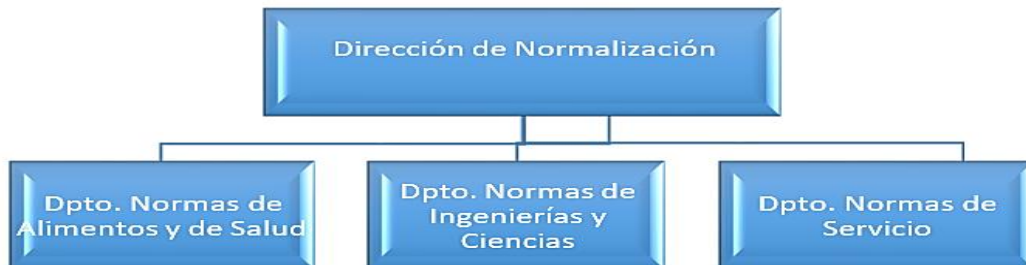 Dirección de Normalización
Dpto. Normas de
Alimentos y de Salud
Dpto. Normas de
Ingenierías y
Ciencias
Dpto. Normas de
Servicio